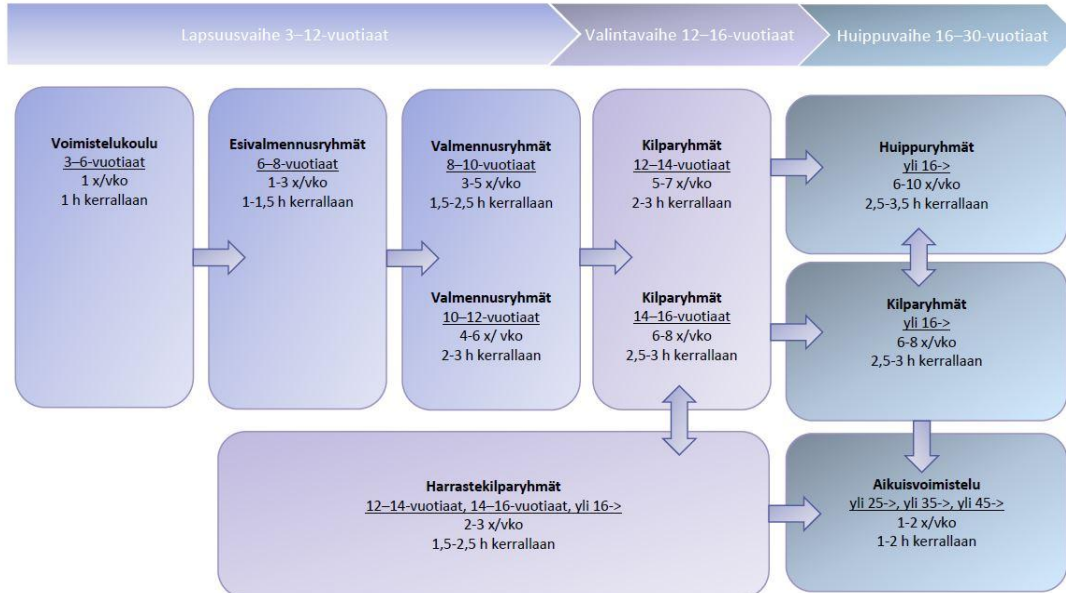 Lapsuusvaihe 3–12-vuotiaat
Valintavaihe 12–16-vuotiaat
Huippuvaihe 16–30-vuotiaat
Voimistelukoulu
3–6-vuotiaat
1 x/vko
1 h kerrallaan
Esivalmennusryhmät
6–8-vuotiaat
1-3 x/vko
1-1,5 h kerrallaan
Valmennusryhmät
8–10-vuotiaat
3-5 x/vko
1,5-2,5 h kerrallaan
Valmennusryhmät
10–12-vuotiaat
4-6 x/ vko
2-3 h kerrallaan
Kilparyhmät
12–14-vuotiaat
5-7 x/vko
2-3 h kerrallaan
Kilparyhmät
14–16-vuotiaat
6-8 x/vko
2,5-3 h kerrallaan
Huippuryhmät
yli 16->
6-10 x/vko
2,5-3,5 h kerrallaan
Kilparyhmät
yli 16->
6-8 x/vko
2,5-3 h kerrallaan
Harrastekilparyhmät
12–14-vuotiaat, 14–16-vuotiaat, yli 16->
2-3 x/vko
1,5-2,5 h kerrallaan
Aikuisvoimistelu
yli 25->, yli 35->, yli 45->
1-2 x/vko
1-2 h kerrallaan